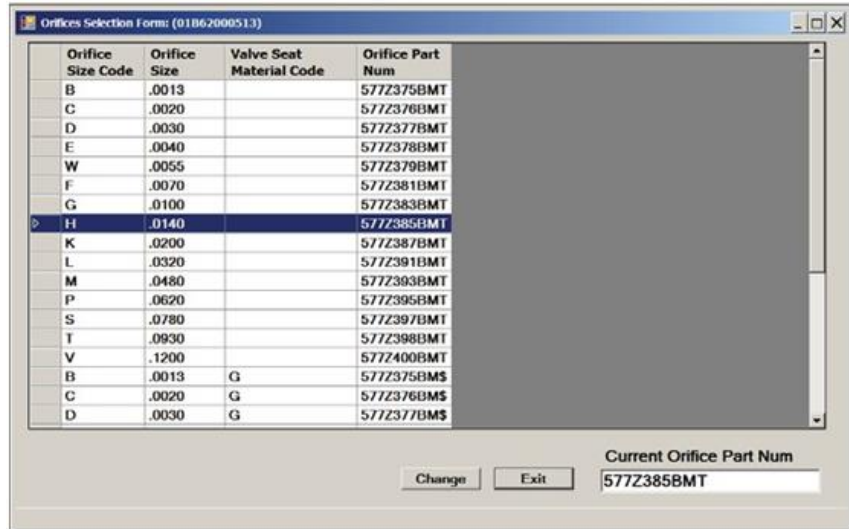 Orifices Selection Form: (01B62000513)
Orifice Size Code Orifice Size Valve Seat Material Code Orifice Part Num
B .0013 577Z375BMT
C .0020 577Z376BMT
D .0030 577Z377BMT
E .0040 577Z378BMT
W .0055 577Z379BMT
F .0070 577Z381BMT
G .0100 577Z383BMT
H .0140 577Z385BMT
K .0200 577Z387BMT
L .0320 577Z391BMT
M .0480 577Z393BMT
P .0620 577Z395BMT
S .0780 577Z397BMT
T .0930 577Z398BMT
V .1200 577Z400BMT
B .0013 G 577Z375BM$
C .0020 G 577Z376BM$
D .0030 G 577Z377BM$
Current Orifice Part Num
Change Exit 577Z385BMT